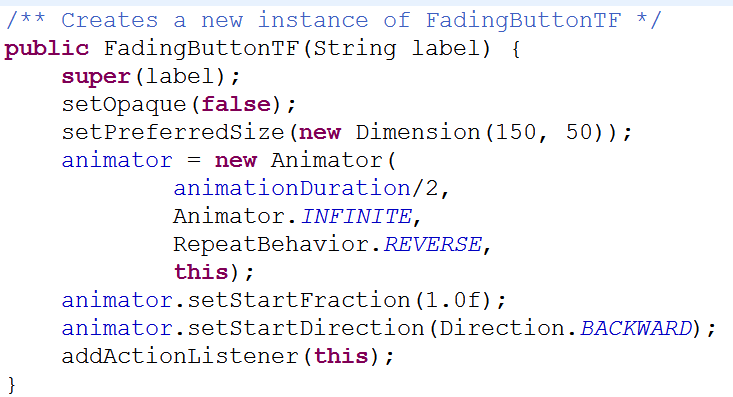 /** Creates a new instance of FadingButtonTF */
public FadingButtonTF(String label) {
    super(label);
    setOpaque(false);
    setPreferredSize(new Dimension(150, 50));
    animator = new Animator(
            animationDuration/2,
            Animator.INFINITE,
            RepeatBehavior.REVERSE,
            this);
    animator.setStartFraction(1.0f);
    animator.setStartDirection(Direction.BACKWARD);
    addActionListener(this);
}